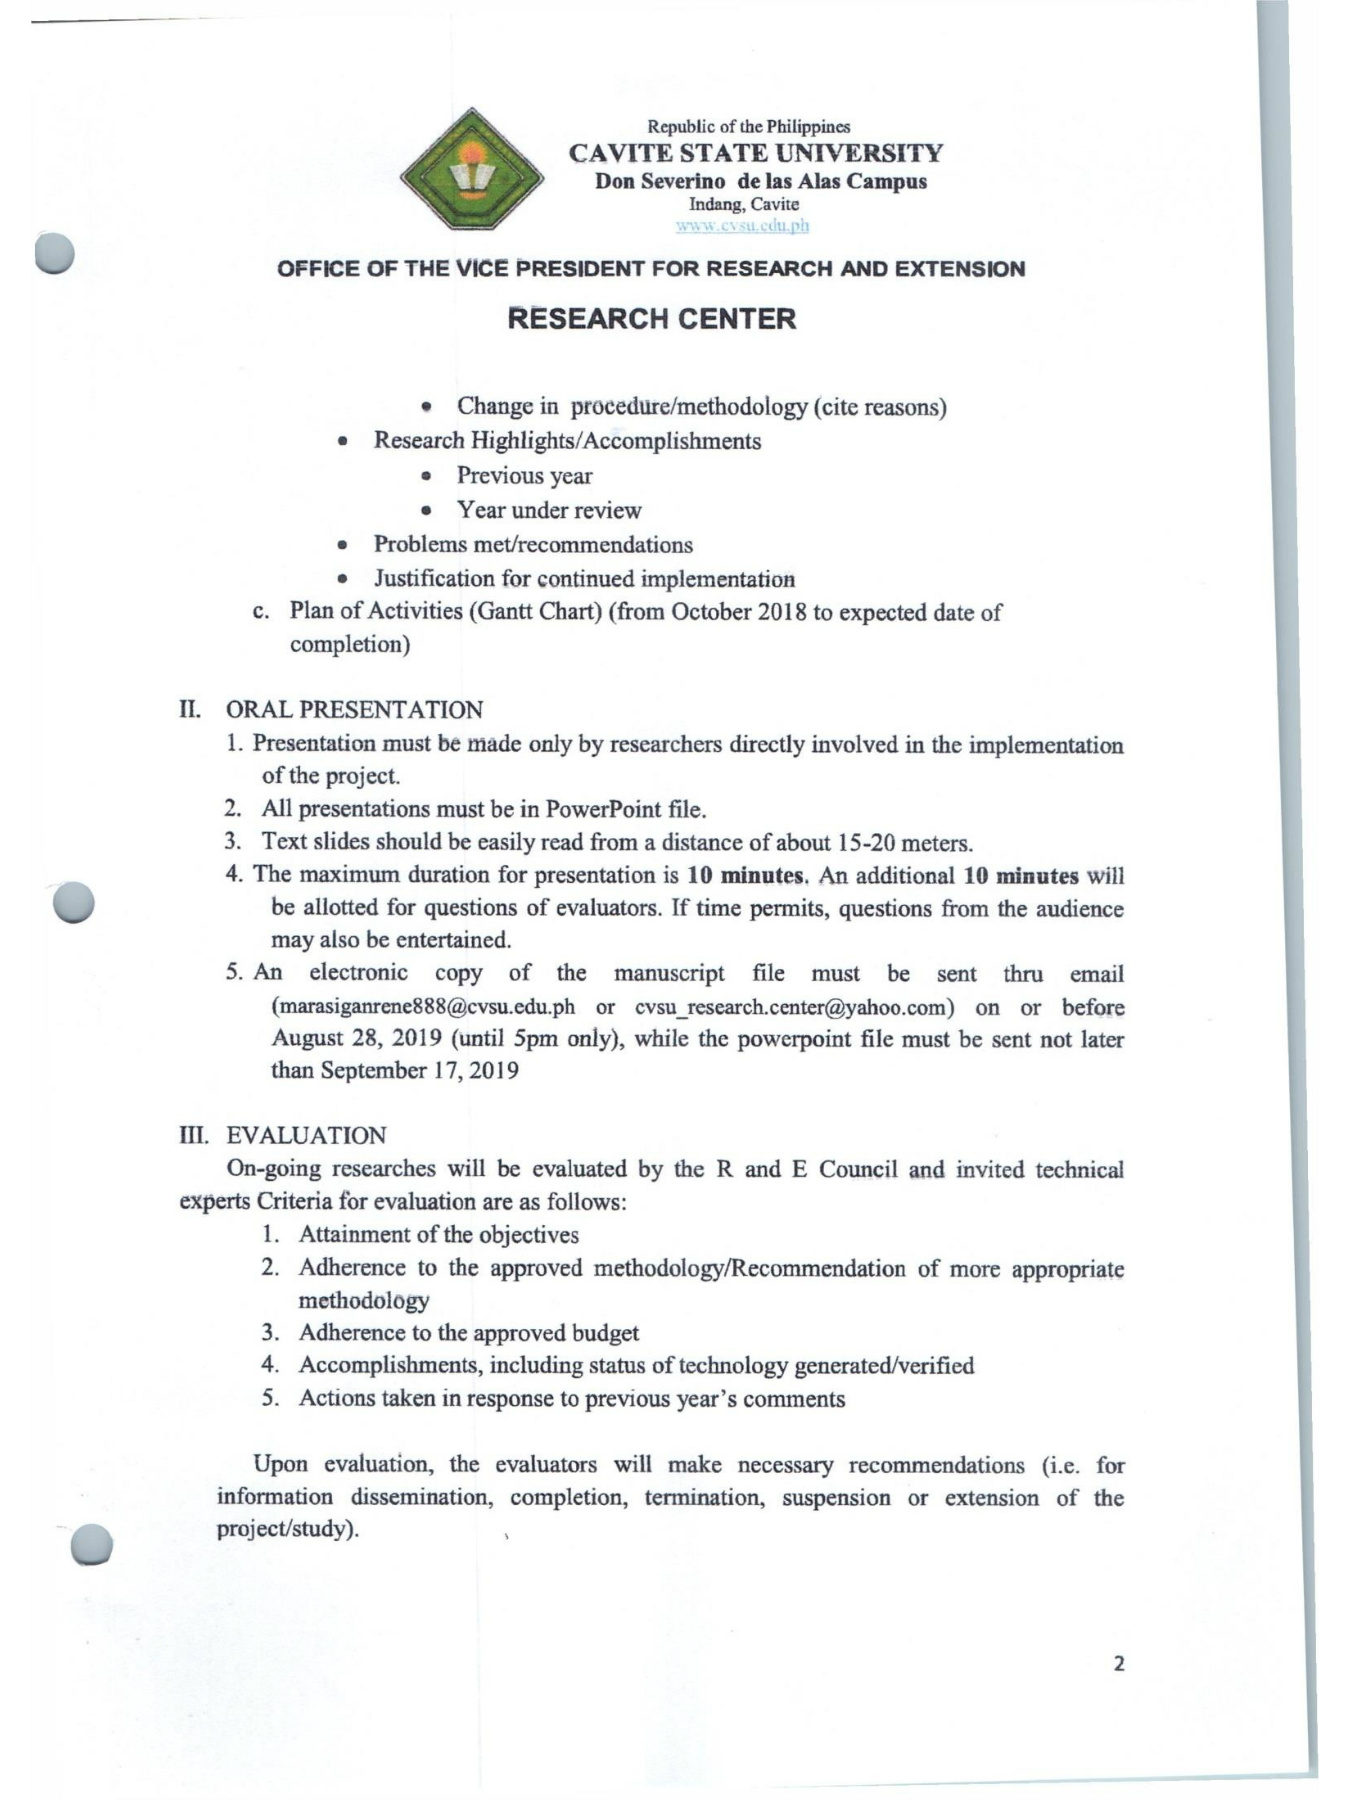 Republic of the Philippines
CAVITE STATE UNIVERSITY
Don Severino de las Alas Campus
Indang, Cavite
www.cvsu.edu.ph
OFFICE OF THE VICE PRESIDENT FOR RESEARCH AND EXTENSION
RESEARCH CENTER
• Change in procedure/methodology (cite reasons)
• Research Highlights/Accomplishments
• Previous year
• Year under review
• Problems met/recommendations
• Justification for continued implementation
c. Plan of Activities (Gantt Chart) (from October 2018 to expected date of
completion)
II. ORAL PRESENTATION
1. Presentation must be made only by researchers directly involved in the implementation
of the project.
2. All presentations must be in PowerPoint file.
3. Text slides should be easily read from a distance of about 15-20 meters.
4. The maximum duration for presentation is 10 minutes. An additional 10 minutes will
be allotted for questions of evaluators. If time permits, questions from the audience
may also be entertained.
5. An electronic copy of the manuscript file must be sent thru email
(marasiganrene888@cvsu.edu.ph or cvsu_research.center@yahoo.com) on or before
August 28, 2019 (until 5pm only), while the powerpoint file must be sent not later
than September 17, 2019
III. EVALUATION
On-going researches will be evaluated by the R and E Council and invited technical
experts Criteria for evaluation are as follows:
1. Attainment of the objectives
2. Adherence to the approved methodology/Recommendation of more appropriate
methodology
3. Adherence to the approved budget
4. Accomplishments, including status of technology generated/verified
5. Actions taken in response to previous year's comments
Upon evaluation, the evaluators will make necessary recommendations (i.e. for
information dissemination, completion, termination, suspension or extension of the
project/study).
2